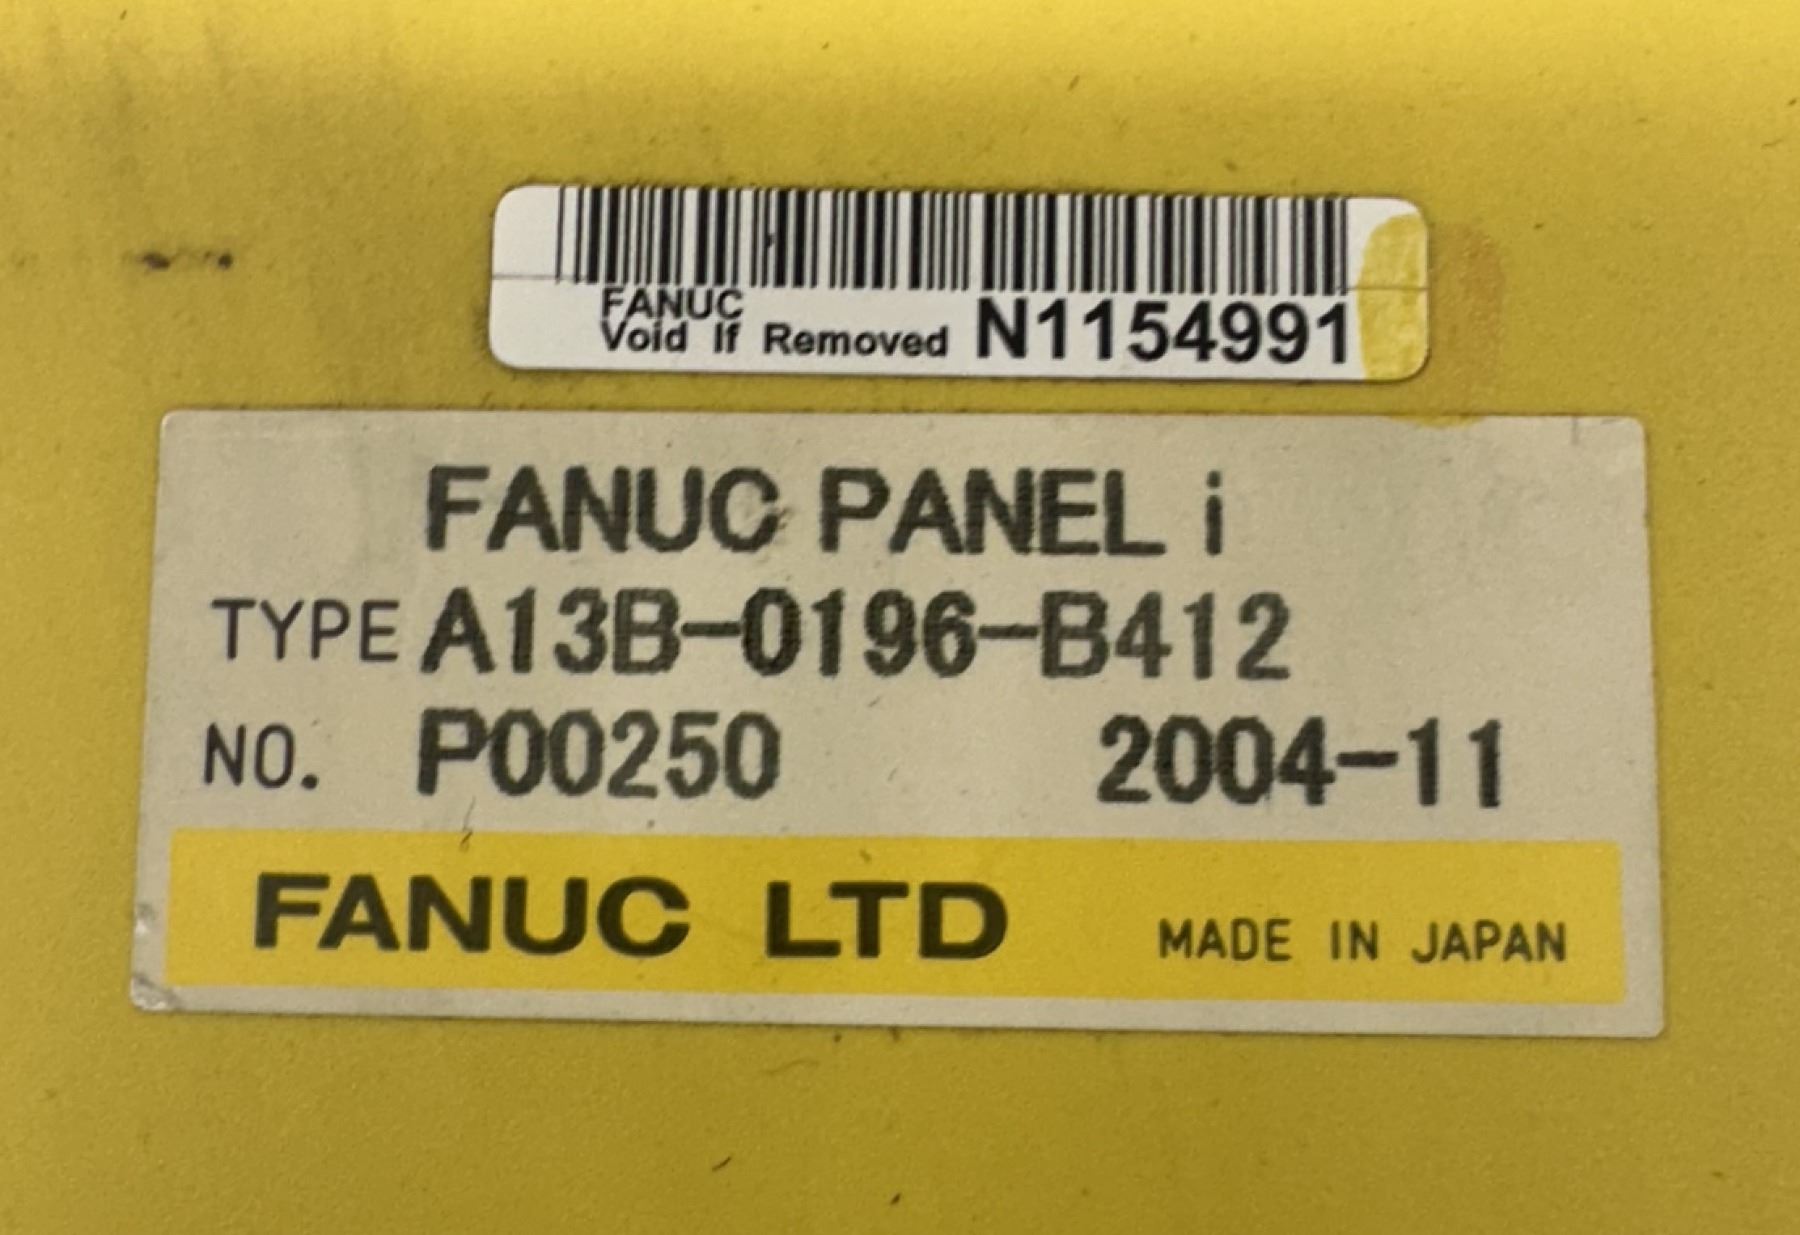 FANUC
Void If Removed N1154991
FANUC PANEL i
TYPE A13B-0196-B412
NO. P00250 2004-11
FANUC LTD MADE IN JAPAN